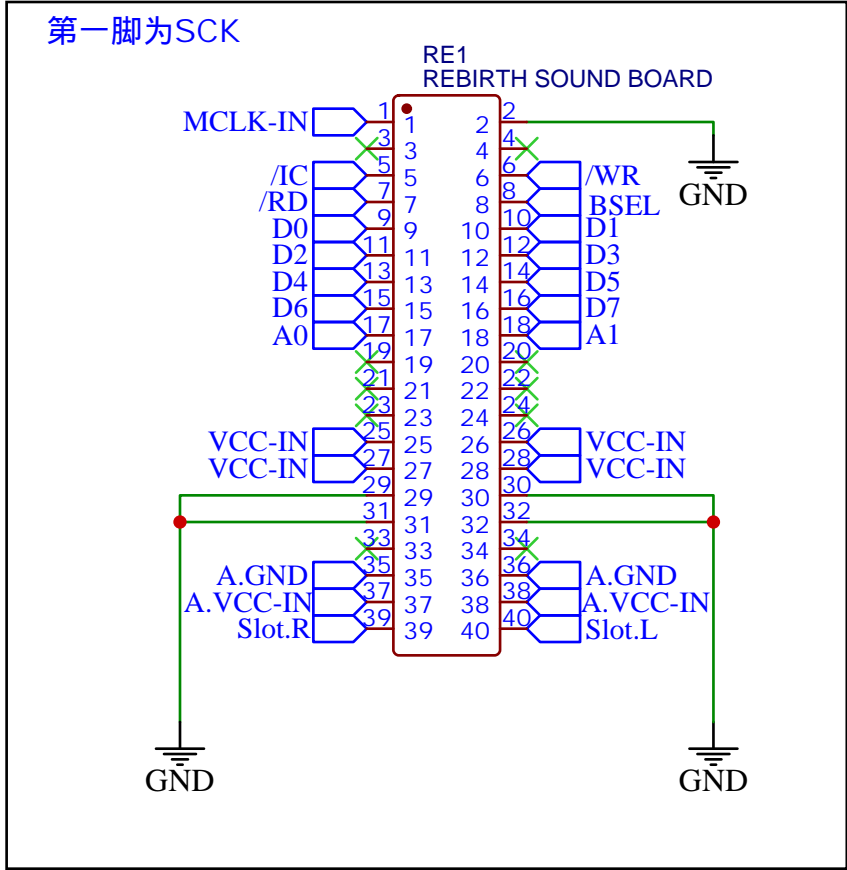 第一脚为SCK
RE1
REBIRTH SOUND BOARD
MCLK-IN 1 1 2 2
3 3 4 4
/IC 5 5 6 6 /WR
GND
/RD 7 7 8 8 BSEL
D0 9 9 10 10 D1
D2 11 11 12 12 D3
D4 13 13 14 14 D5
D6 15 15 16 16 D7
A0 17 17 18 18 A1
19 19 20 20
21 21 22 22
23 23 24 24
VCC-IN 25 25 26 26 VCC-IN
VCC-IN 27 27 28 28 VCC-IN
29 29 30 30
31 31 32 32
33 33 34 34
A.GND 35 35 36 36 A.GND
A.VCC-IN 37 37 38 38 A.VCC-IN
Slot.R 39 39 40 40 Slot.L
GND GND